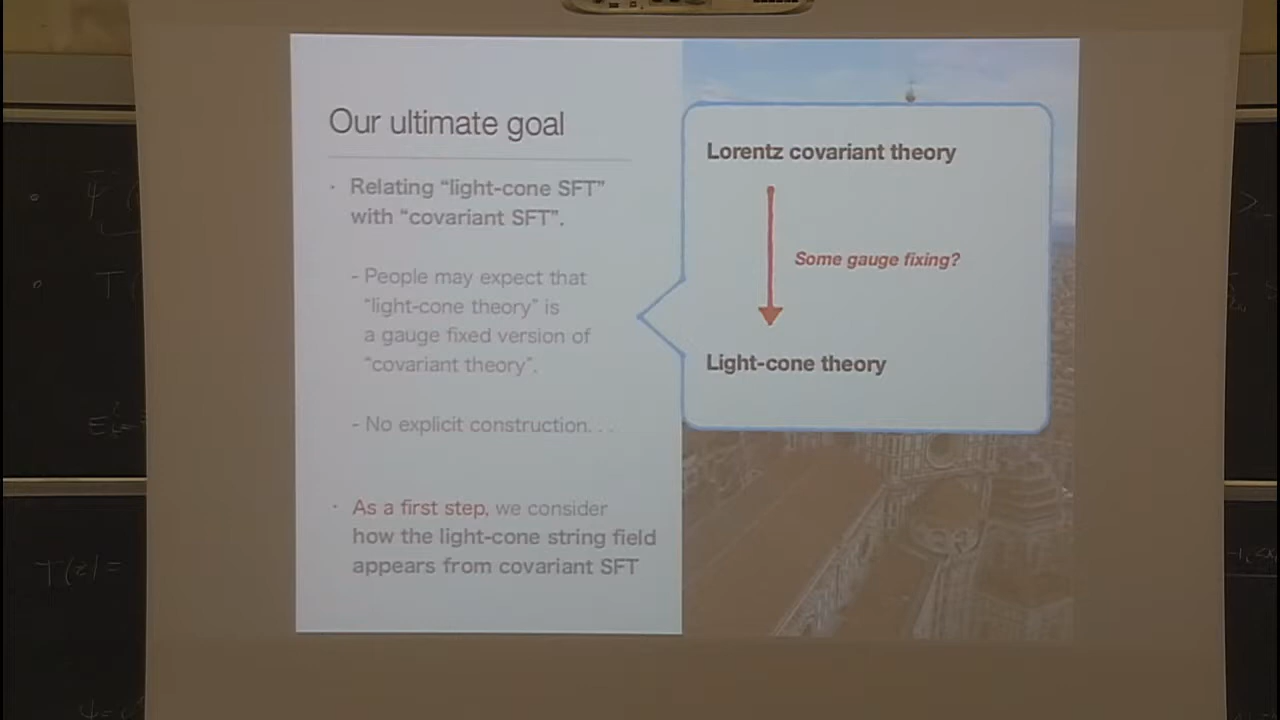 Our ultimate goal
· Relating “light-cone SFT”
with “covariant SFT”.
- People may expect that
“light-cone theory” is
a gauge fixed version of
“covariant theory”.
- No explicit construction. . .
· As a first step, we consider
how the light-cone string field
appears from covariant SFT
Lorentz covariant theory
Some gauge fixing?
Light-cone theory
T(z) =